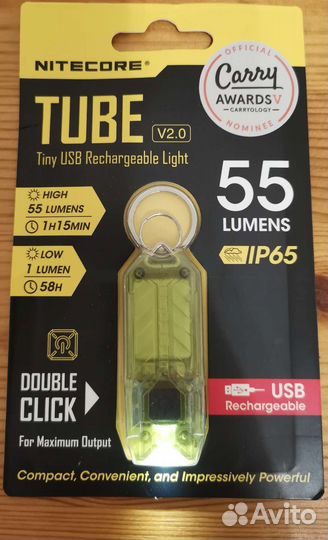 NITECORE®
TUBE V2.0
Tiny USB Rechargeable Light
OFFICIAL
Carry
AWARDS V
CARRYOLOGY
NOMINEE
HIGH
55 LUMENS
1H15MIN
LOW
1 LUMEN
58H
55
LUMENS
IP65
DOUBLE
CLICK
For Maximum Output
USB
Rechargeable
Compact, Convenient, and Impressively Powerful
Avito